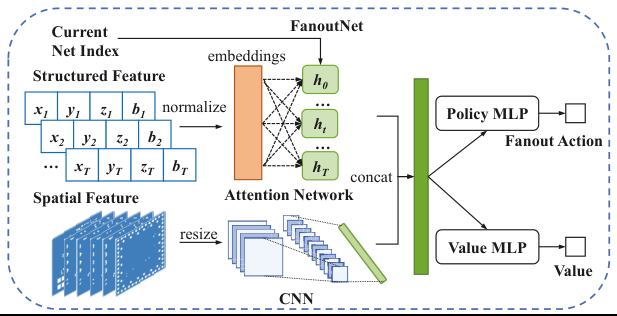 FanoutNet
Current
Net Index
embeddings
Structured Feature
h0
x1 y1 z1 b1
normalize
...
x2 y2 z2 b2
ht
... xT yT zT bT
...
hT
Policy MLP
Fanout Action
Spatial Feature
Attention Network
concat
resize
Value MLP
Value
CNN